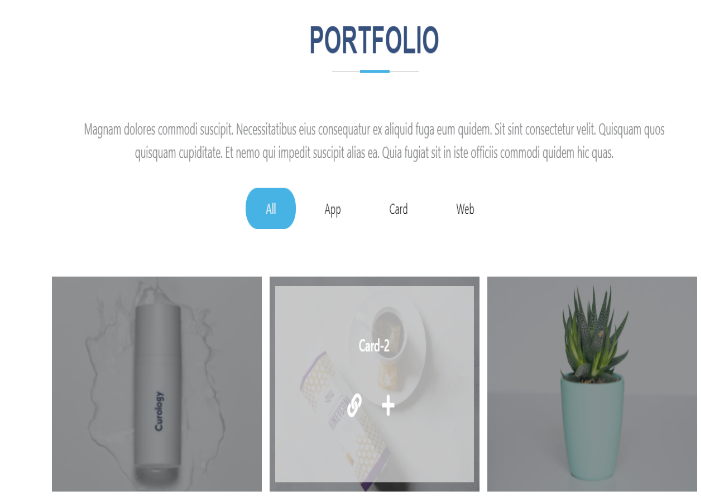 PORTFOLIO
Magnam dolores commodi suscipit. Necessitatibus eius consequatur ex aliquid fuga eum quidem. Sit sint consectetur velit. Quisquam quos
quisquam cupiditate. Et nemo qui impedit suscipit alias ea. Quia fugiat sit in iste officiis commodi quidem hic quas.
All App Card Web
Curology
Card-2